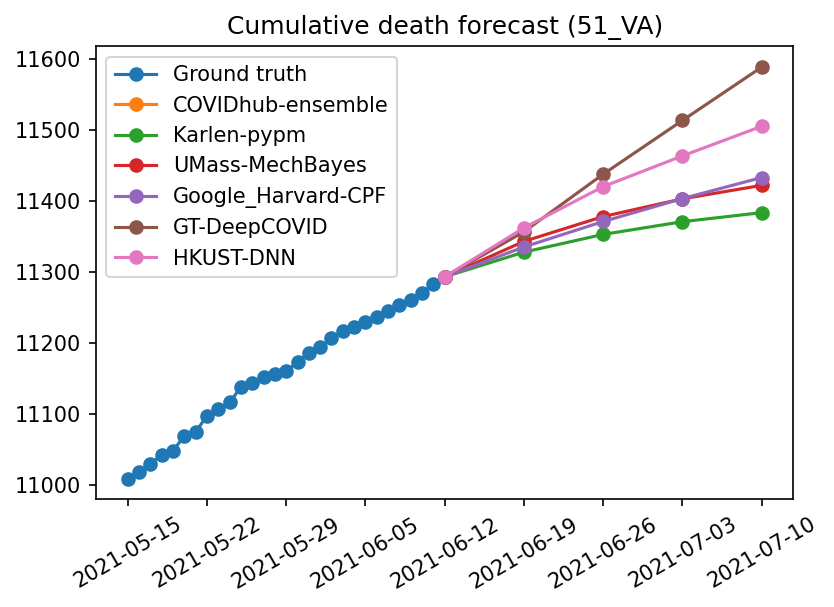 Cumulative death forecast (51_VA)
11600
11500
11400
11300
11200
11100
11000
Ground truth
COVIDhub-ensemble
Karlen-pypm
UMass-MechBayes
Google_Harvard-CPF
GT-DeepCOVID
HKUST-DNN
2021-05-15
2021-05-22
2021-05-29
2021-06-05
2021-06-12
2021-06-19
2021-06-26
2021-07-03
2021-07-10